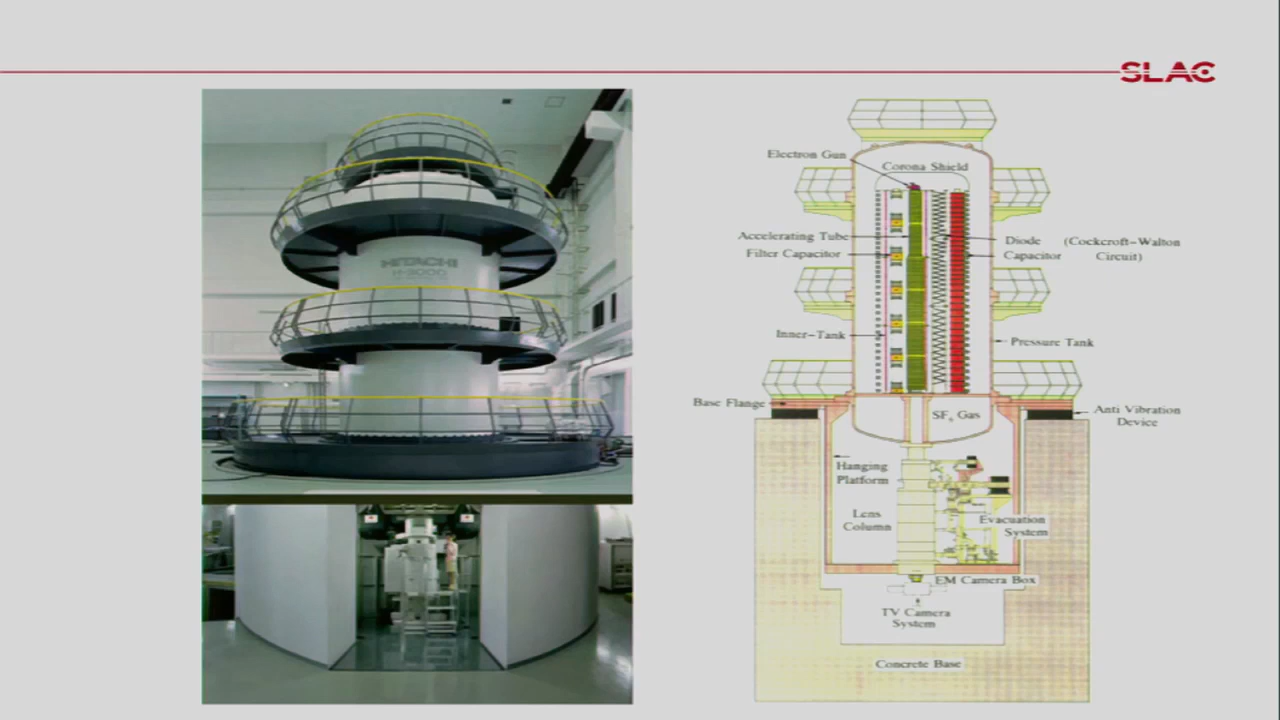 SLAC
HITACHI
H-3000
Electron Gun
Corona Shield
Accelerating Tube
Filter Capacitor
Diode (Cockcroft-Walton
Capacitor Circuit)
Inner-Tank
Pressure Tank
Base Flange
SF₆ Gas
Anti Vibration
Device
Hanging
Platform
Lens
Column
Evacuation
System
EM Camera Box
TV Camera
System
Concrete Base